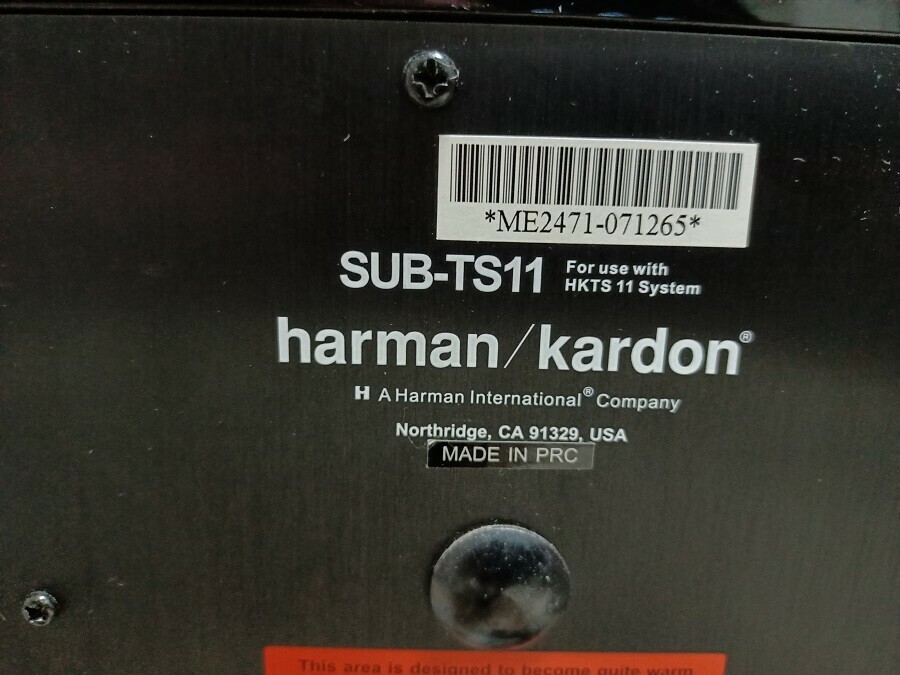 *ME2471-071265*
SUB-TS11 For use with
HKTS 11 System
harman/kardon®
H A Harman International® Company
Northridge, CA 91329, USA
MADE IN PRC
This area is designed to become quite warm